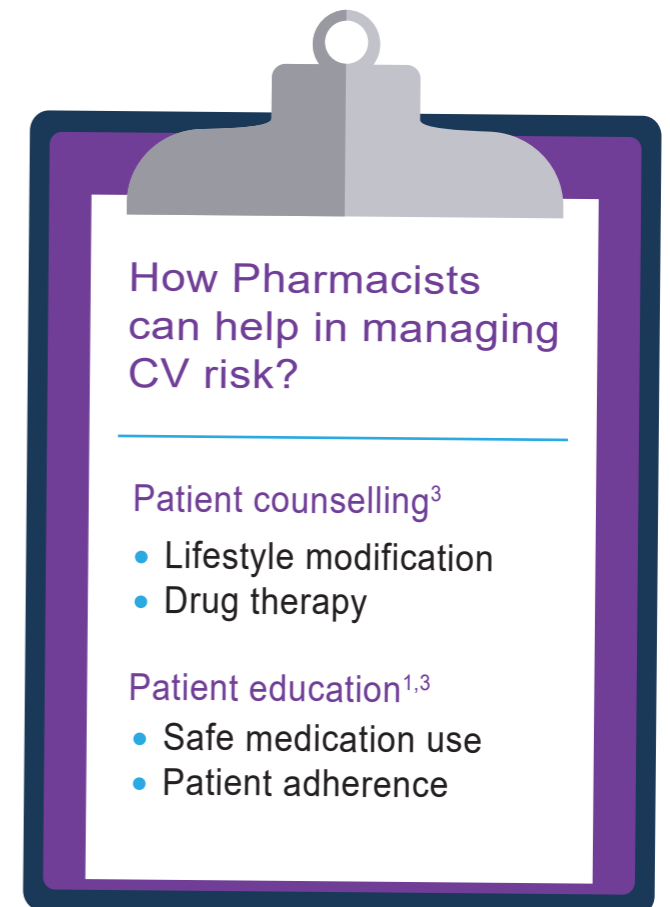 How Pharmacists
can help in managing
CV risk?
Patient counselling³
• Lifestyle modification
• Drug therapy
Patient education¹,³
• Safe medication use
• Patient adherence